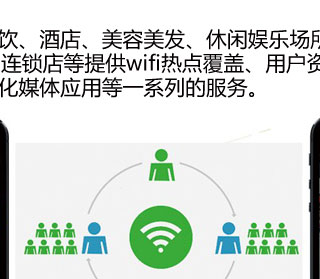 饮、酒店、美容美发、休闲娱乐场所
连锁店等提供wifi热点覆盖、用户资
化媒体应用等一系列的服务。